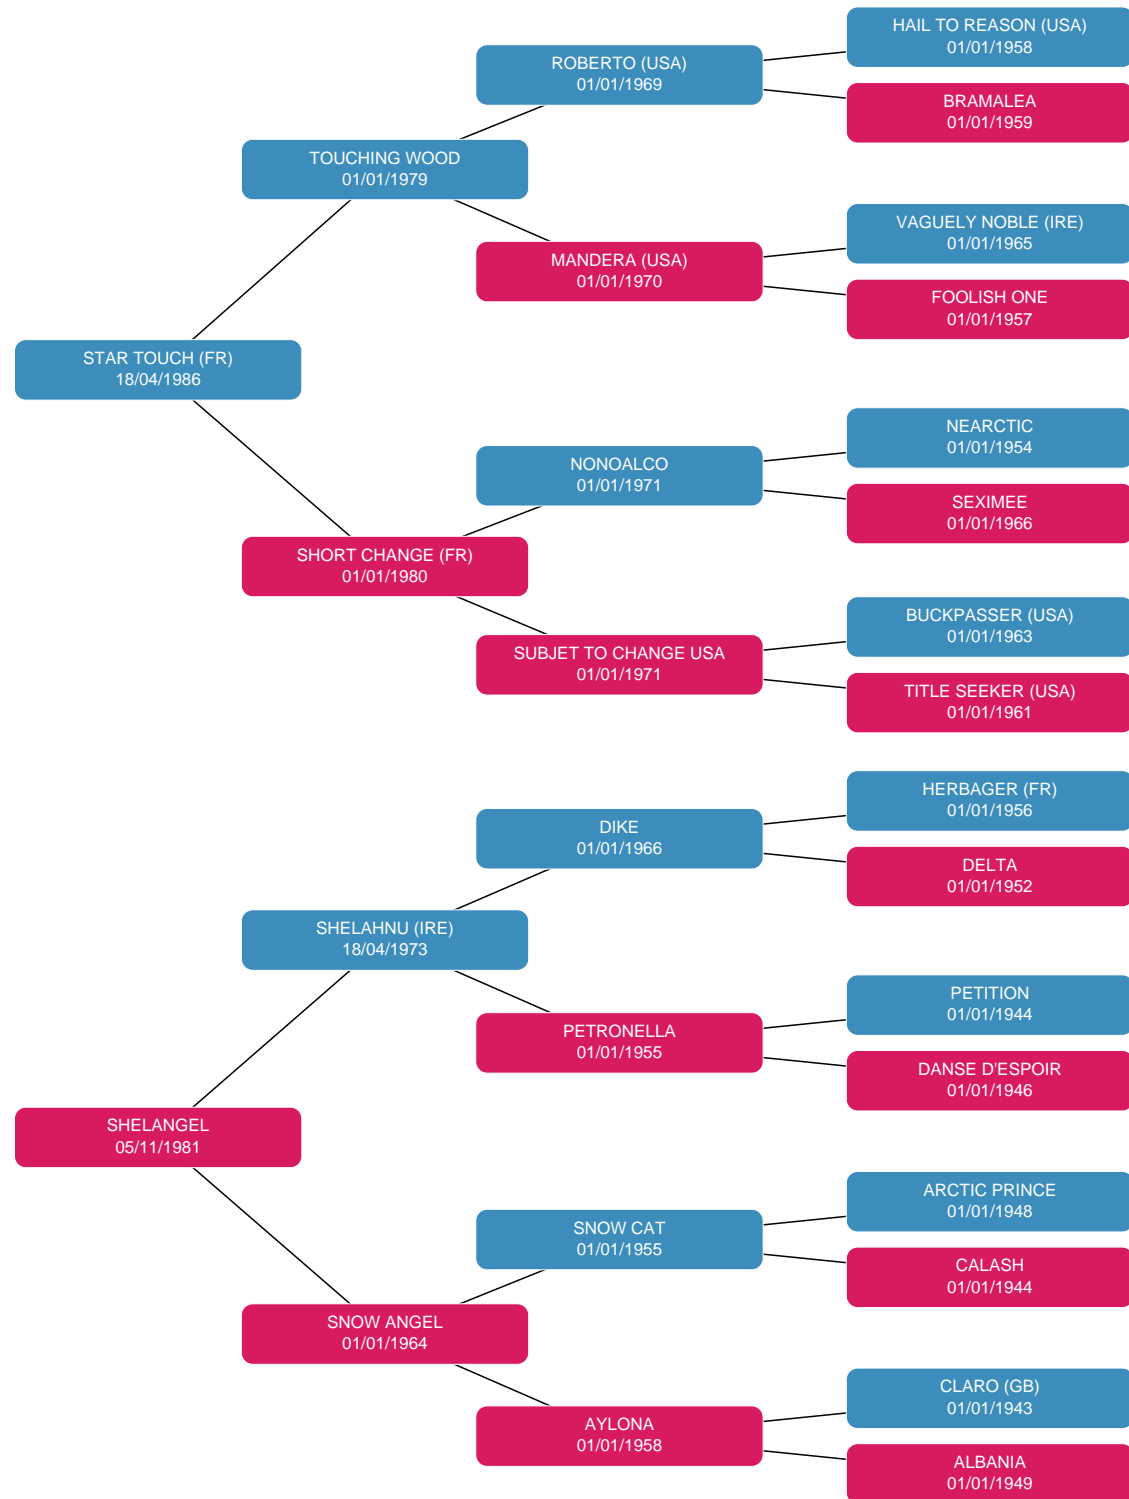 HAIL TO REASON (USA)
01/01/1958
ROBERTO (USA)
01/01/1969
BRAMALEA
01/01/1959
TOUCHING WOOD
01/01/1979
VAGUELY NOBLE (IRE)
01/01/1965
MANDERA (USA)
01/01/1970
FOOLISH ONE
01/01/1957
STAR TOUCH (FR)
18/04/1986
NEARCTIC
01/01/1954
NONOALCO
01/01/1971
SEXIMEE
01/01/1966
SHORT CHANGE (FR)
01/01/1980
BUCKPASSER (USA)
01/01/1963
SUBJET TO CHANGE USA
01/01/1971
TITLE SEEKER (USA)
01/01/1961
HERBAGER (FR)
01/01/1956
DIKE
01/01/1966
DELTA
01/01/1952
SHELAHNU (IRE)
18/04/1973
PETITION
01/01/1944
PETRONELLA
01/01/1955
DANSE D'ESPOIR
01/01/1946
SHELANGEL
05/11/1981
ARCTIC PRINCE
01/01/1948
SNOW CAT
01/01/1955
CALASH
01/01/1944
SNOW ANGEL
01/01/1964
CLARO (GB)
01/01/1943
AYLONA
01/01/1958
ALBANIA
01/01/1949